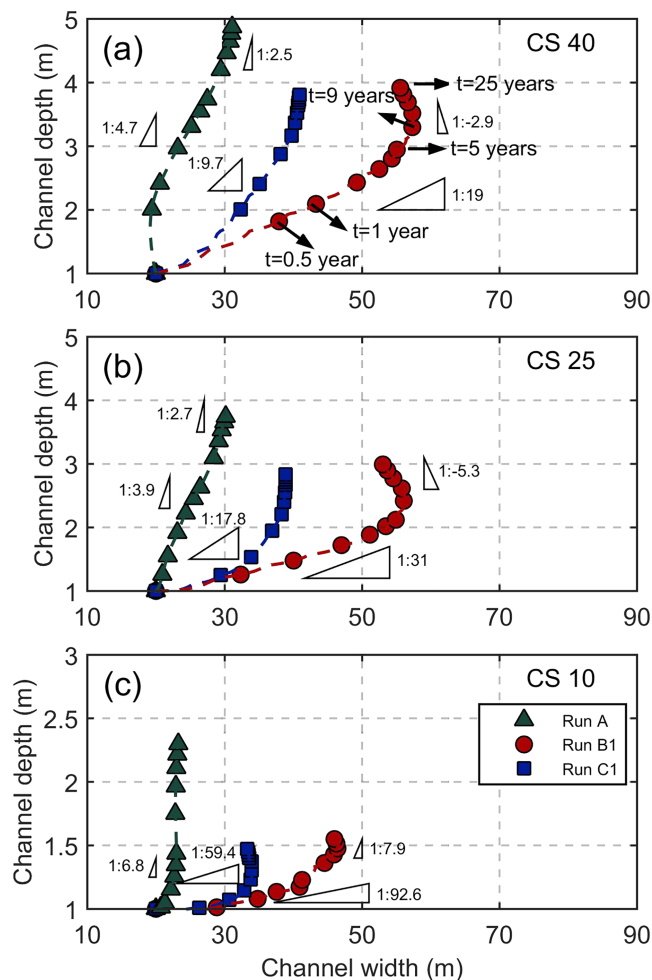 5
(a)
CS 40
1:2.5
4
t=9 years
t=25 years
1:4.7
1:-2.9
3
1:9.7
t=5 years
1:19
2
t=1 year
t=0.5 year
1
10 30 50 70 90
Channel depth (m)
5
(b)
CS 25
4
1:2.7
3
1:-5.3
1:3.9
1:17.8
2
1:31
1
10 30 50 70 90
Channel depth (m)
3
(c)
CS 10
2.5
Run A
Run B1
Run C1
2
1.5
1:59,4
1:7.9
1:6.8
1:92.6
1
10 30 50 70 90
Channel depth (m)
Channel width (m)